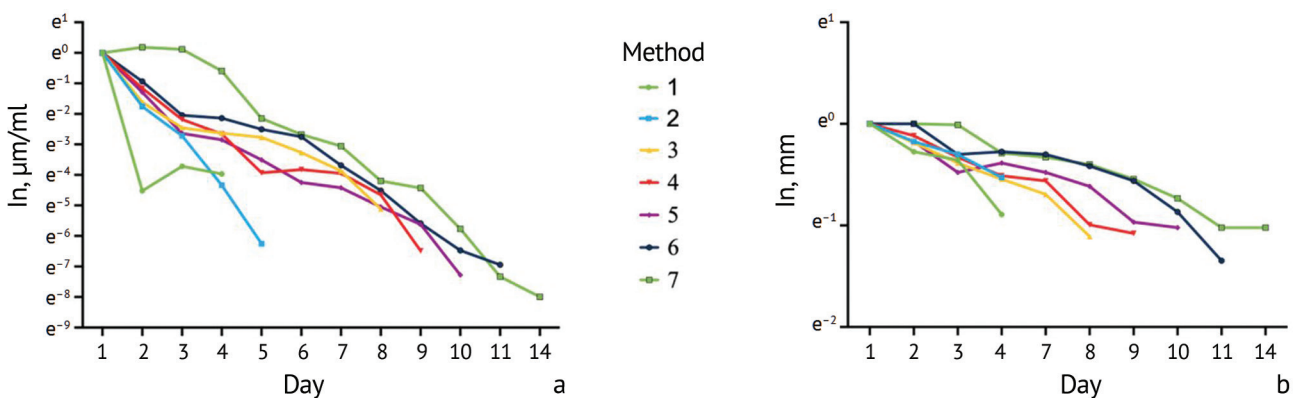 ln, μm/ml
e¹
e⁰
e⁻¹
e⁻²
e⁻³
e⁻⁴
e⁻⁵
e⁻⁶
e⁻⁷
e⁻⁸
e⁻⁹
1 2 3 4 5 6 7 8 9 10 11 14
Day
a
Method
1
2
3
4
5
6
7
ln, mm
e¹
e⁰
e⁻¹
e⁻²
1 2 3 4 7 8 9 10 11 14
Day
b